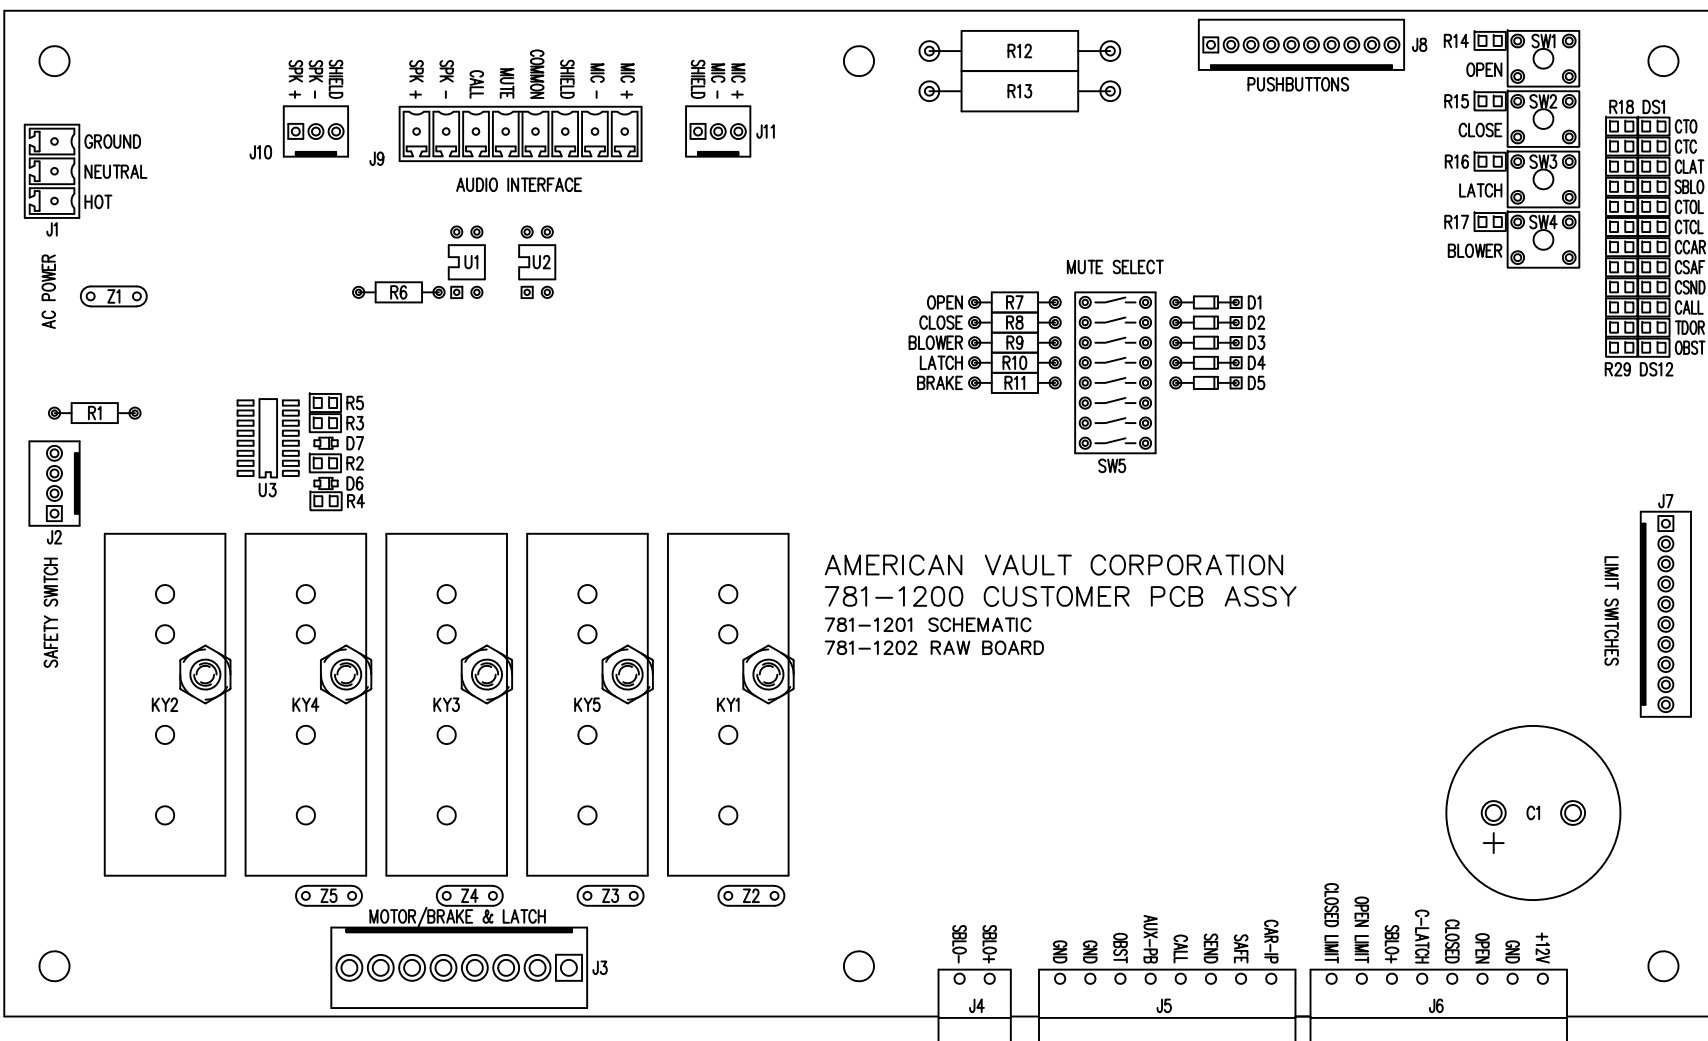 SPK +
SPK -
SHIELD
J10
SPK +
SPK -
CALL
MUTE
COMMON
SHIELD
MIC -
MIC +
J9
AUDIO INTERFACE
SHIELD
MIC -
MIC +
J11
R12
R13
J8
PUSHBUTTONS
R14 SW1
OPEN
R15 SW2
CLOSE
R16 SW3
LATCH
R17 SW4
BLOWER
R18 DS1
CTO
CTC
CLAT
SBLO
CTOL
CTCL
CCAR
CSAF
CSND
CALL
TDOR
OBST
R29 DS12
GROUND
NEUTRAL
HOT
J1
AC POWER
Z1
U1
U2
R6
MUTE SELECT
OPEN R7 D1
CLOSE R8 D2
BLOWER R9 D3
LATCH R10 D4
BRAKE R11 D5
SW5
R1
J2
SAFETY SWITCH
U3
R5
R3
D7
R2
D6
R4
J7
LIMIT SWITCHES
AMERICAN VAULT CORPORATION
781-1200 CUSTOMER PCB ASSY
781-1201 SCHEMATIC
781-1202 RAW BOARD
KY2
KY4
KY3
KY5
KY1
C1
+
Z5
Z4
Z3
Z2
MOTOR/BRAKE & LATCH
J3
SBLO-
SBLO+
J4
GND
GND
OBST
AUX-PB
CALL
SEND
SAFE
CAR-IP
J5
CLOSED LIMIT
OPEN LIMIT
SBLO+
C-LATCH
CLOSED
OPEN
GND
+12V
J6